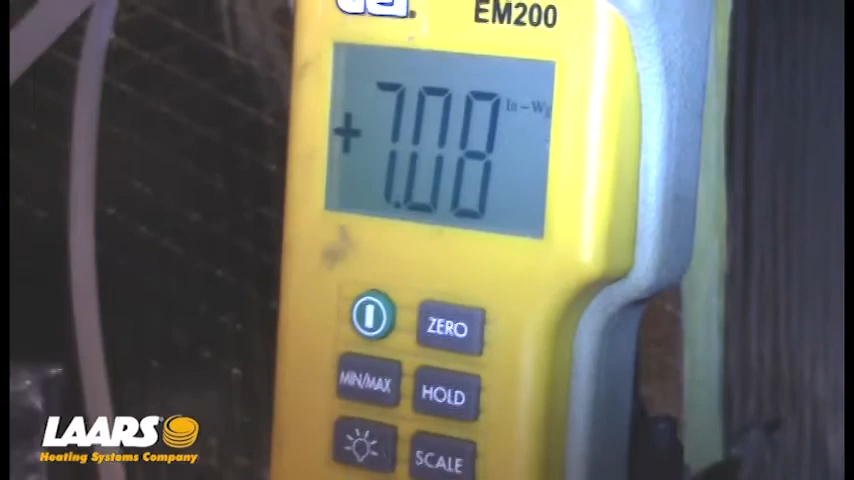 EM200
+7.08
In-Wg
ZERO
MIN/MAX
HOLD
SCALE
LAARS
Heating Systems Company